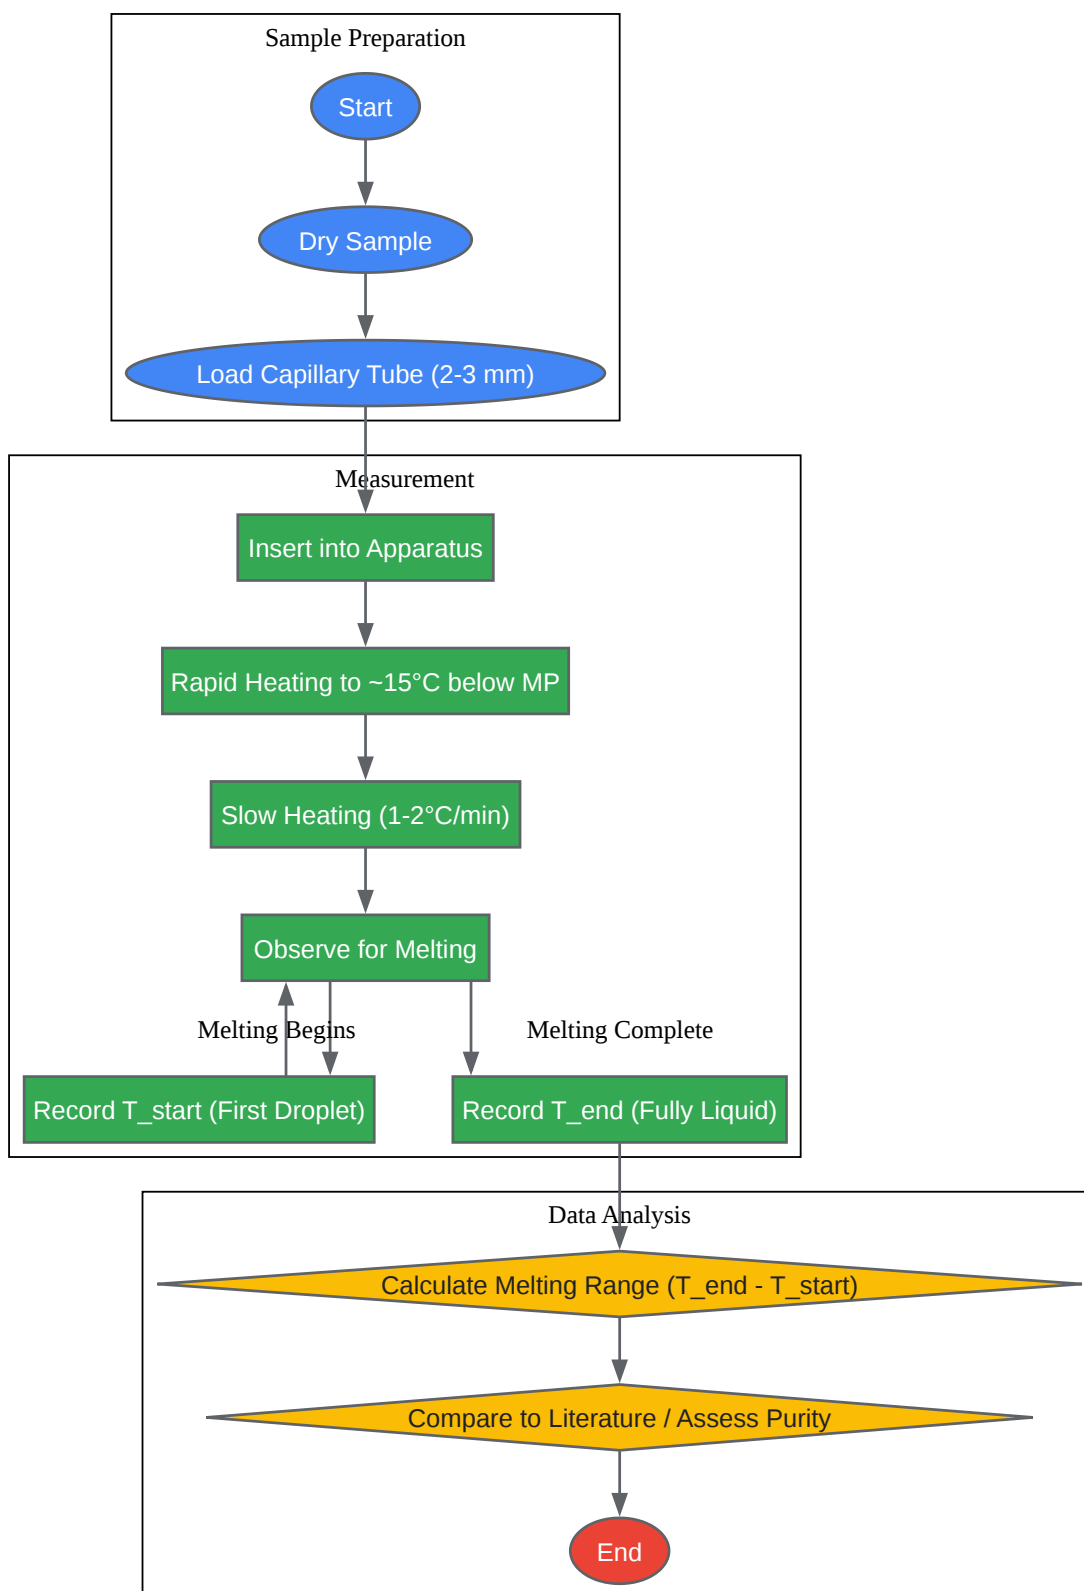 Sample Preparation
Start
Dry Sample
Load Capillary Tube (2-3 mm)
Measurement
Insert into Apparatus
Rapid Heating to ~15°C below MP
Slow Heating (1-2°C/min)
Observe for Melting
Melting Begins
Melting Complete
Record T_start (First Droplet)
Record T_end (Fully Liquid)
Data Analysis
Calculate Melting Range (T_end - T_start)
Compare to Literature / Assess Purity
End